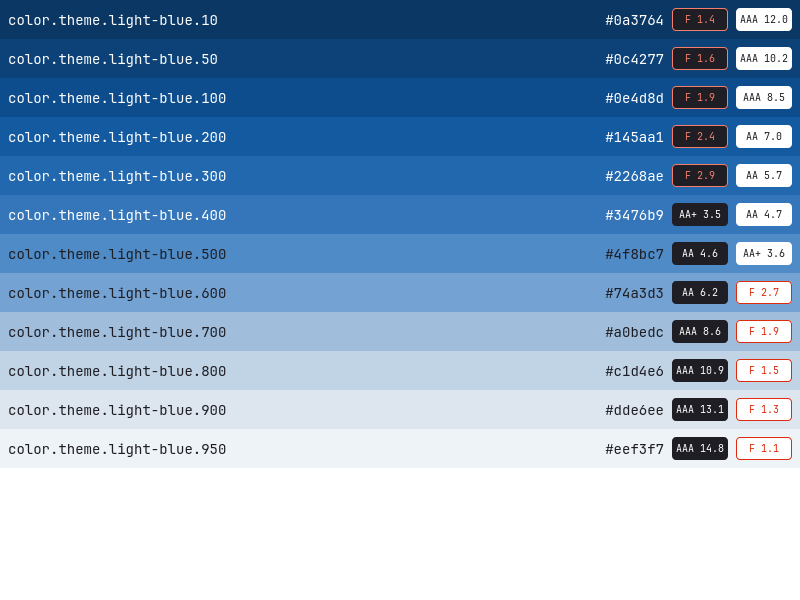 color.theme.light-blue.10 #0a3764 F 1.4 AAA 12.0
color.theme.light-blue.50 #0c4277 F 1.6 AAA 10.2
color.theme.light-blue.100 #0e4d8d F 1.9 AAA 8.5
color.theme.light-blue.200 #145aa1 F 2.4 AA 7.0
color.theme.light-blue.300 #2268ae F 2.9 AA 5.7
color.theme.light-blue.400 #3476b9 AA+ 3.5 AA 4.7
color.theme.light-blue.500 #4f8bc7 AA 4.6 AA+ 3.6
color.theme.light-blue.600 #74a3d3 AA 6.2 F 2.7
color.theme.light-blue.700 #a0bedc AAA 8.6 F 1.9
color.theme.light-blue.800 #c1d4e6 AAA 10.9 F 1.5
color.theme.light-blue.900 #dde6ee AAA 13.1 F 1.3
color.theme.light-blue.950 #eef3f7 AAA 14.8 F 1.1